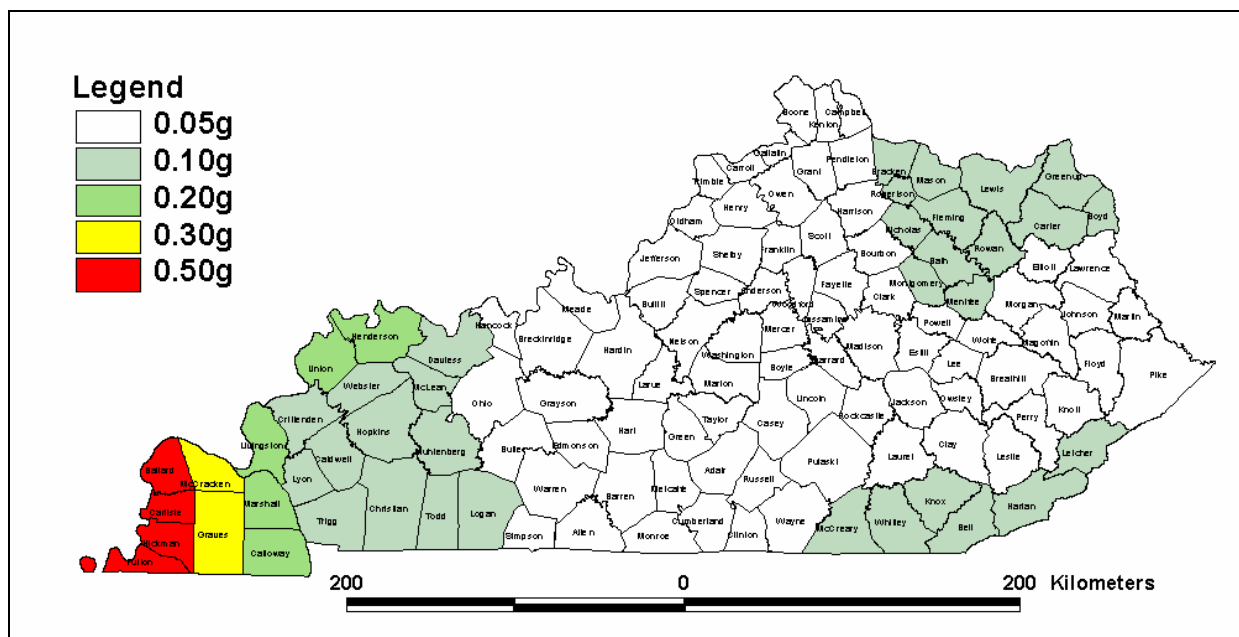 Legend
0.05g
0.10g
0.20g
0.30g
0.50g
Boone
Kenton
Campbell
Gallatin
Carroll
Trimble
Grant
Pendleton
Bracken
Mason
Lewis
Greenup
Boyd
Carter
Robertson
Fleming
Nicholas
Rowan
Bath
Owen
Henry
Oldham
Harrison
Scott
Franklin
Shelby
Jefferson
Bourbon
Montgomery
Menifee
Elliott
Lawrence
Spencer
Anderson
Woodford
Fayette
Clark
Bullitt
Powell
Morgan
Johnson
Martin
Meade
Hancock
Breckinridge
Hardin
Nelson
Washington
Mercer
Jessamine
Madison
Estill
Wolfe
Magoffin
Floyd
Pike
Henderson
Union
Daviess
Webster
McLean
Larue
Marion
Boyle
Garrard
Lee
Breathitt
Ohio
Grayson
Lincoln
Jackson
Owsley
Knott
Perry
Crittenden
Hopkins
Hart
Taylor
Casey
Rockcastle
Livingston
Muhlenberg
Butler
Edmonson
Green
Clay
Leslie
Letcher
Caldwell
Pulaski
Laurel
Adair
Ballard
McCracken
Lyon
Warren
Barren
Metcalfe
Russell
Carlisle
Marshall
Trigg
Christian
Todd
Logan
Knox
Harlan
Hickman
Graves
Simpson
Allen
Monroe
Cumberland
Clinton
Wayne
McCreary
Whitley
Bell
Fulton
Calloway
200
0
200
Kilometers